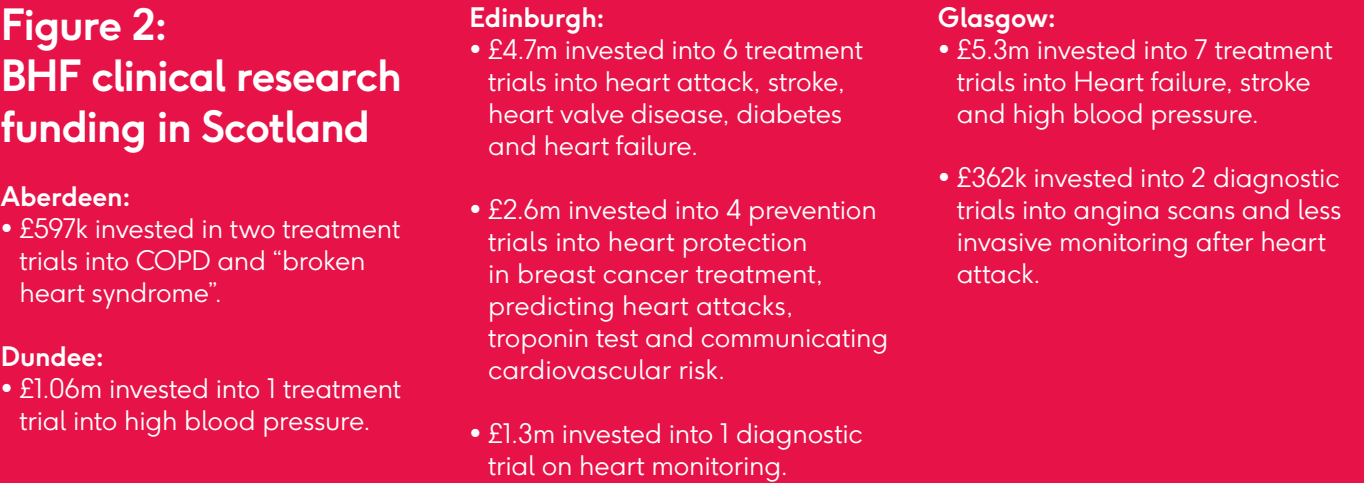 Figure 2:
BHF clinical research
funding in Scotland
Aberdeen:
• £597k invested in two treatment
trials into COPD and “broken
heart syndrome”.
Dundee:
• £1.06m invested into 1 treatment
trial into high blood pressure.
Edinburgh:
• £4.7m invested into 6 treatment
trials into heart attack, stroke,
heart valve disease, diabetes
and heart failure.
• £2.6m invested into 4 prevention
trials into heart protection
in breast cancer treatment,
predicting heart attacks,
troponin test and communicating
cardiovascular risk.
• £1.3m invested into 1 diagnostic
trial on heart monitoring.
Glasgow:
• £5.3m invested into 7 treatment
trials into Heart failure, stroke
and high blood pressure.
• £362k invested into 2 diagnostic
trials into angina scans and less
invasive monitoring after heart
attack.